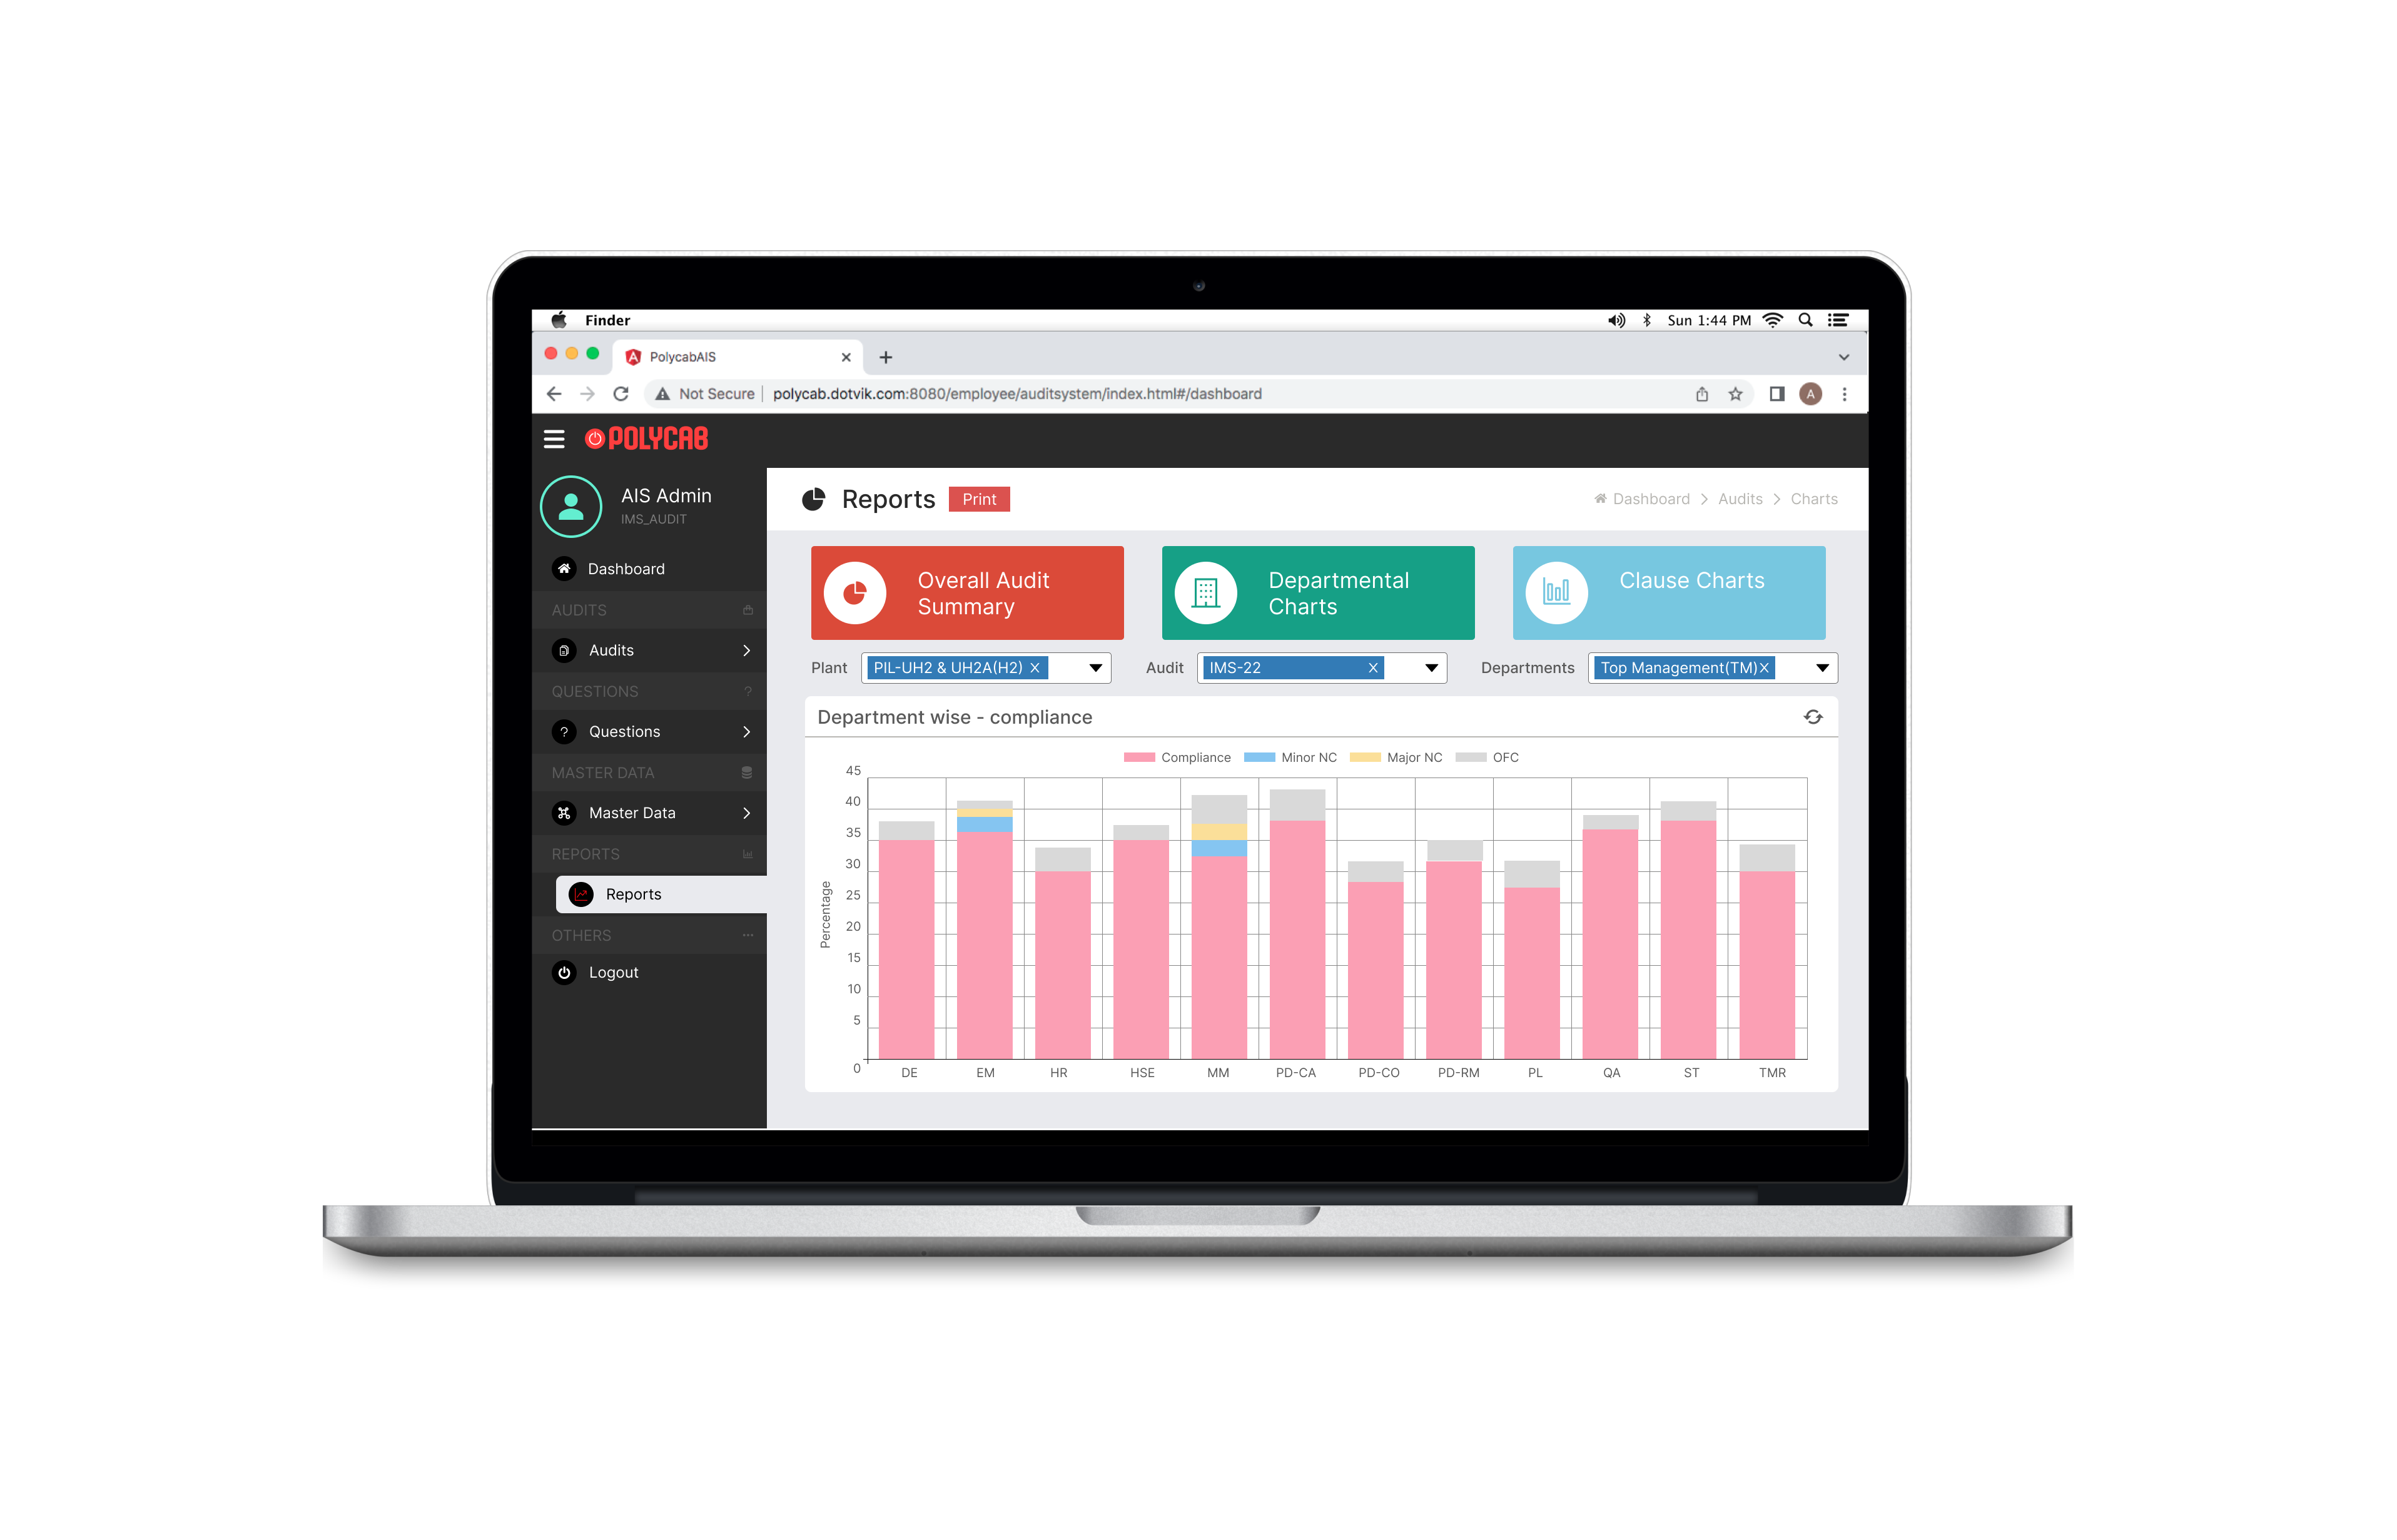 Finder
Sun 1:44 PM
PolycabAIS
Not Secure | polycab.dotvik.com:8080/employee/auditsystem/index.html#/dashboard
A
POLYCAB
AIS Admin
IMS_AUDIT
Dashboard
AUDITS
Audits
QUESTIONS
?
? Questions
MASTER DATA
Master Data
REPORTS
Reports
OTHERS
Logout
Reports
Print
Dashboard > Audits > Charts
Overall Audit
Summary
Departmental
Charts
Clause Charts
Plant PIL-UH2 & UH2A(H2) X
Audit IMS-22 X
Departments Top Management(TM)X
Department wise - compliance
Compliance Minor NC Major NC OFC
Percentage
45
40
35
30
25
20
15
10
5
0
DE EM HR HSE MM PD-CA PD-CO PD-RM PL QA ST TMR